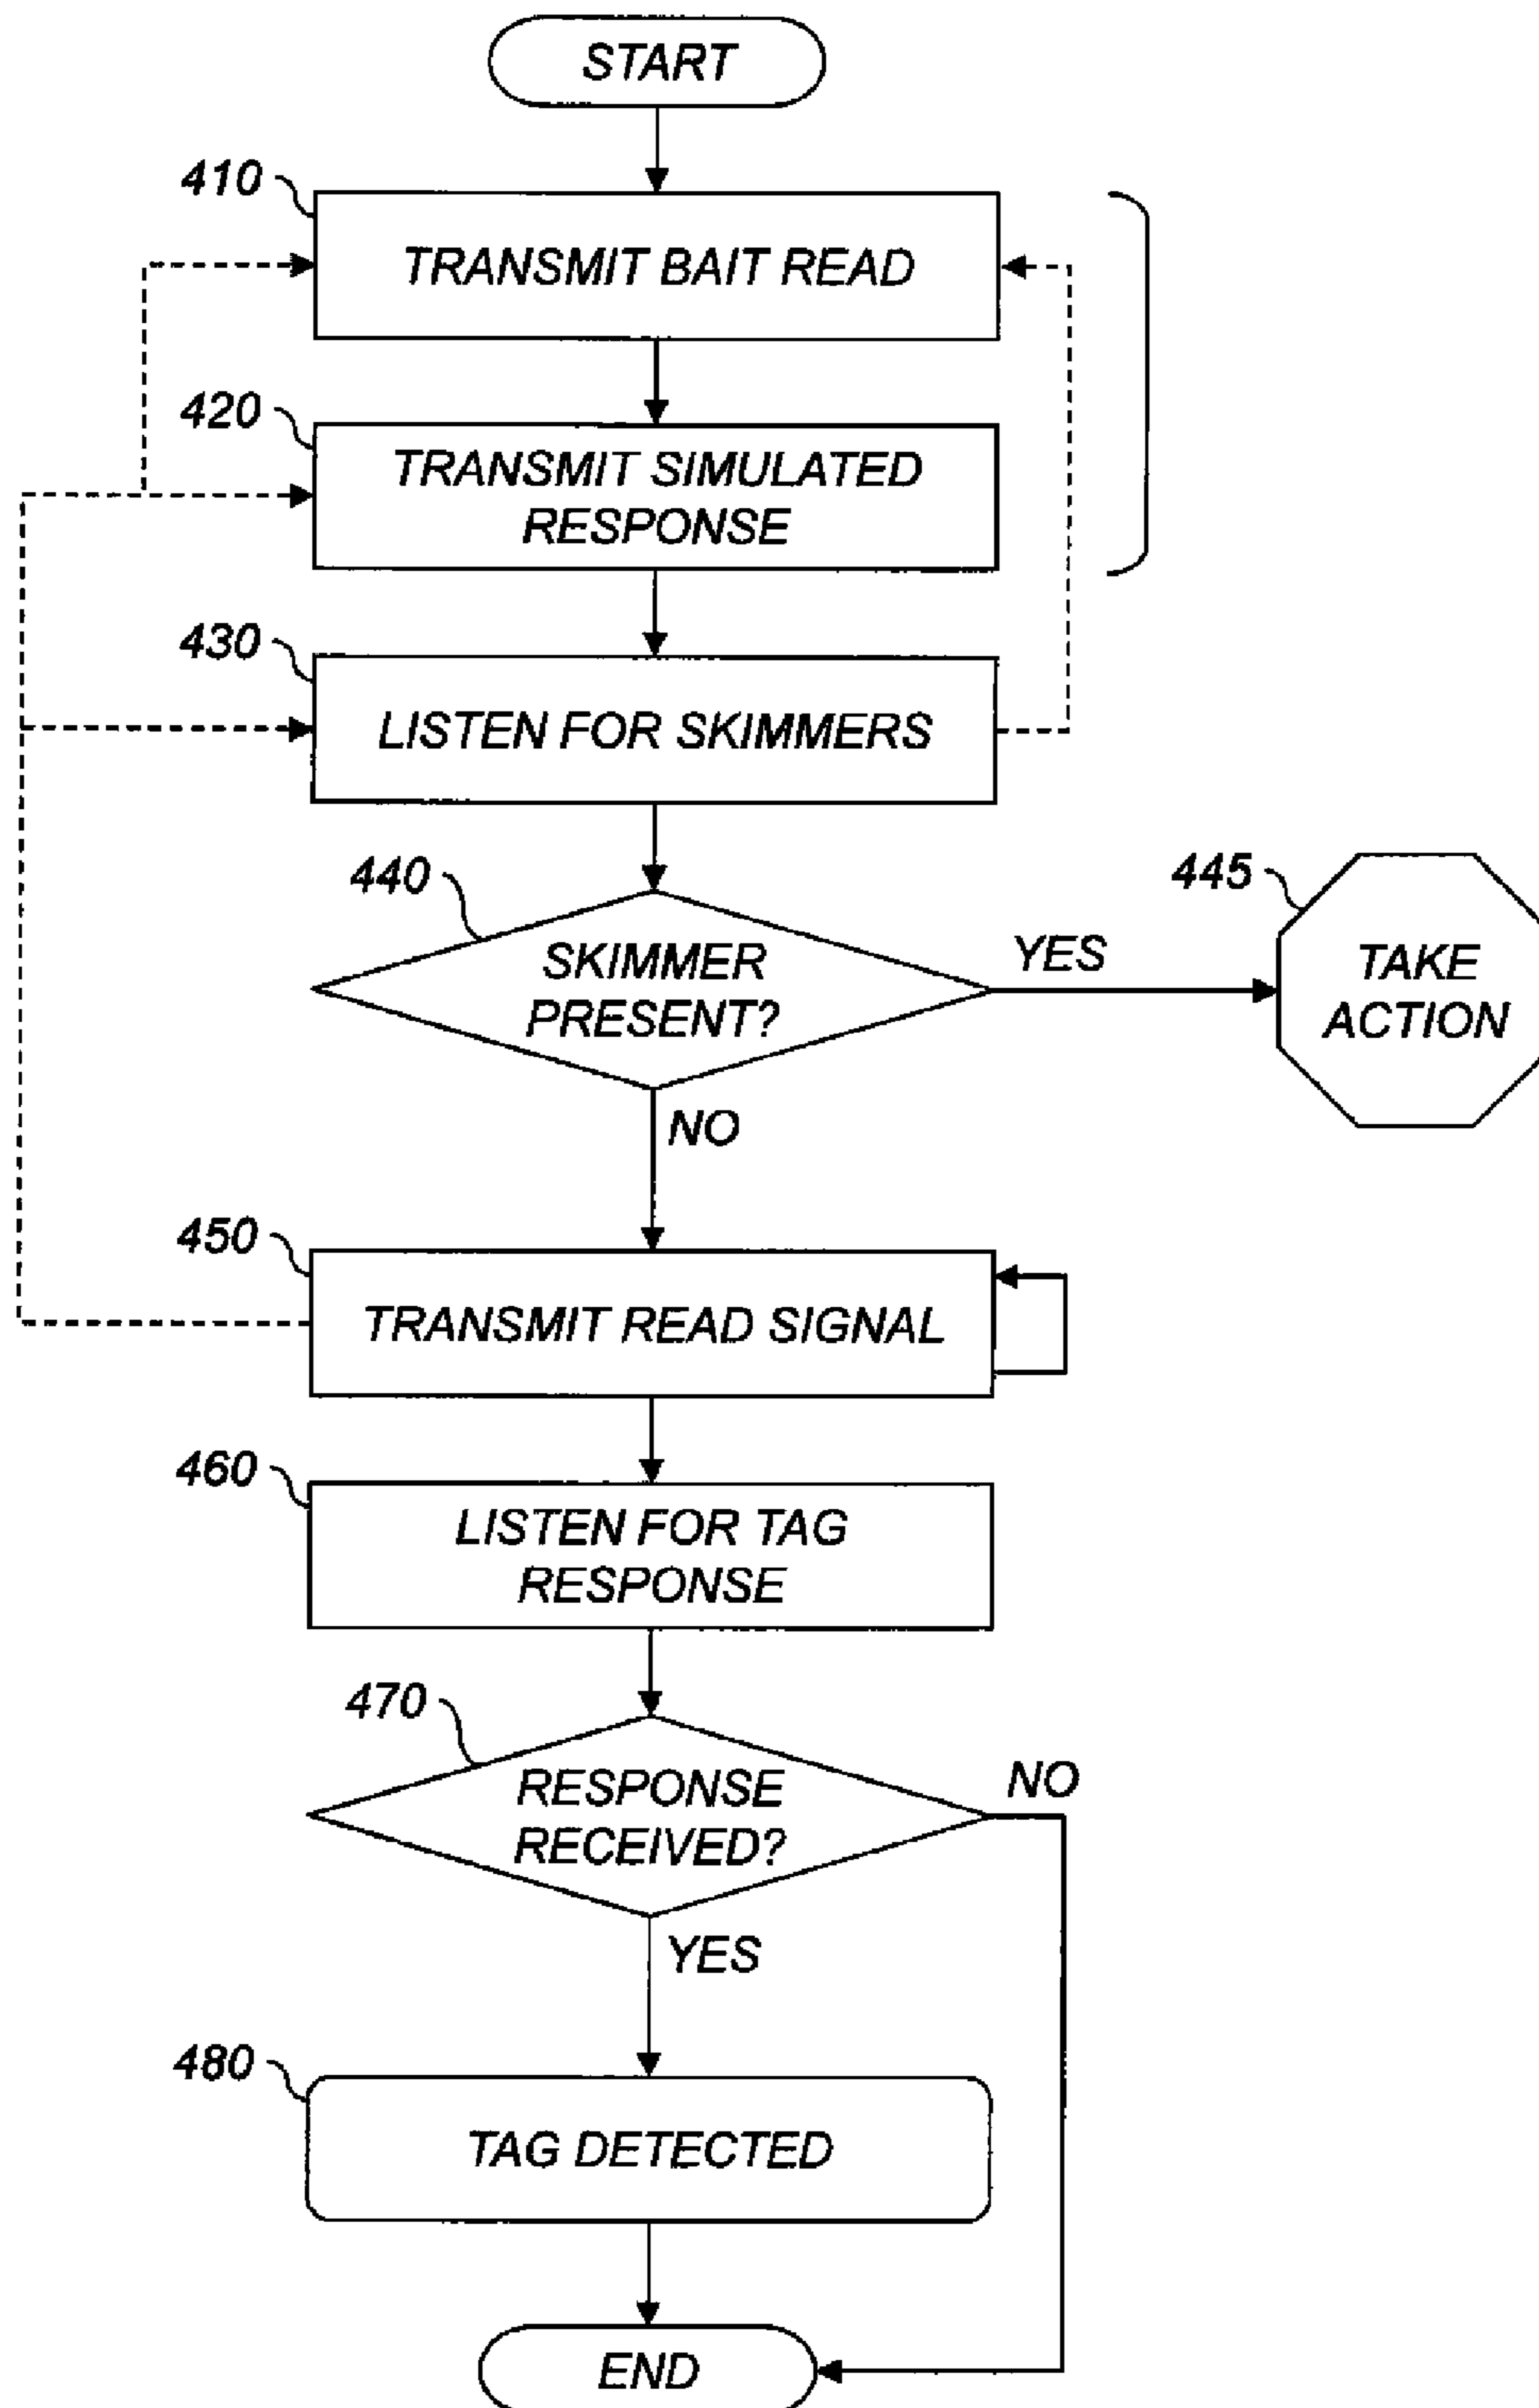 START
410
TRANSMIT BAIT READ
420
TRANSMIT SIMULATED
RESPONSE
430
LISTEN FOR SKIMMERS
440
SKIMMER
PRESENT?
YES
445
TAKE
ACTION
NO
450
TRANSMIT READ SIGNAL
460
LISTEN FOR TAG
RESPONSE
470
RESPONSE
RECEIVED?
NO
YES
480
TAG DETECTED
END